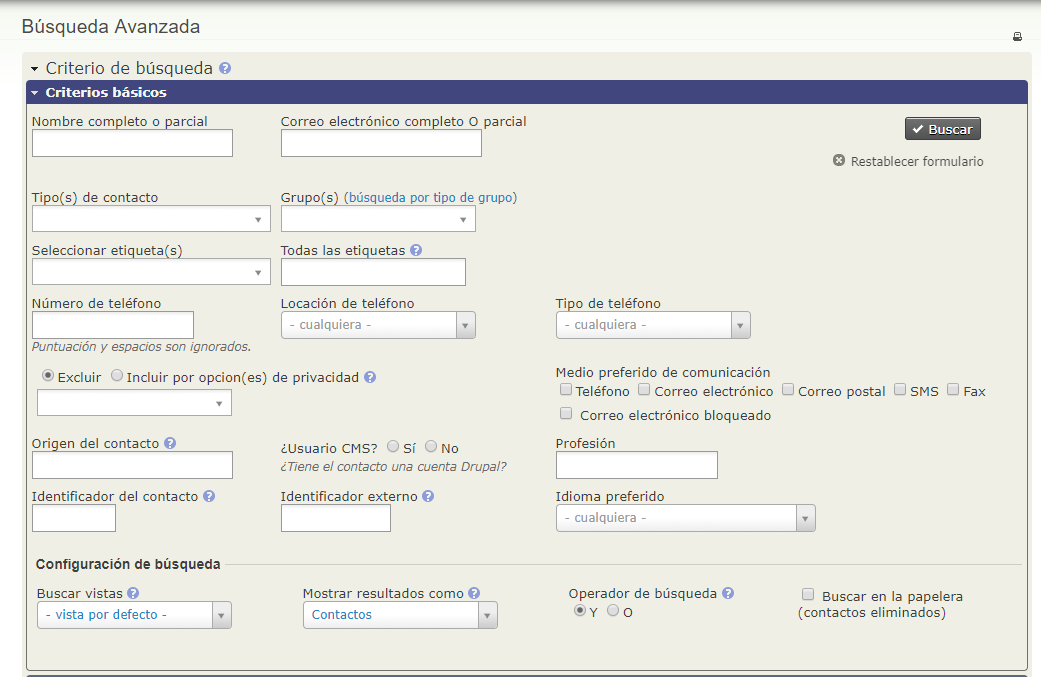 Búsqueda Avanzada
Criterio de búsqueda ?
Criterios básicos
Nombre completo o parcial
Correo electrónico completo O parcial
Buscar
Restablecer formulario
Tipo(s) de contacto
Grupo(s) (búsqueda por tipo de grupo)
Seleccionar etiqueta(s)
Todas las etiquetas ?
Número de teléfono
Locación de teléfono
Tipo de teléfono
- cualquiera -
- cualquiera -
Puntuación y espacios son ignorados.
Excluir Incluir por opcion(es) de privacidad ?
Medio preferido de comunicación
Teléfono Correo electrónico Correo postal SMS Fax
Correo electrónico bloqueado
Origen del contacto ?
¿Usuario CMS? Sí No
¿Tiene el contacto una cuenta Drupal?
Profesión
Identificador del contacto ?
Identificador externo ?
Idioma preferido
- cualquiera -
Configuración de búsqueda
Buscar vistas ?
- vista por defecto -
Mostrar resultados como ?
Contactos
Operador de búsqueda ?
Y O
Buscar en la papelera
(contactos eliminados)